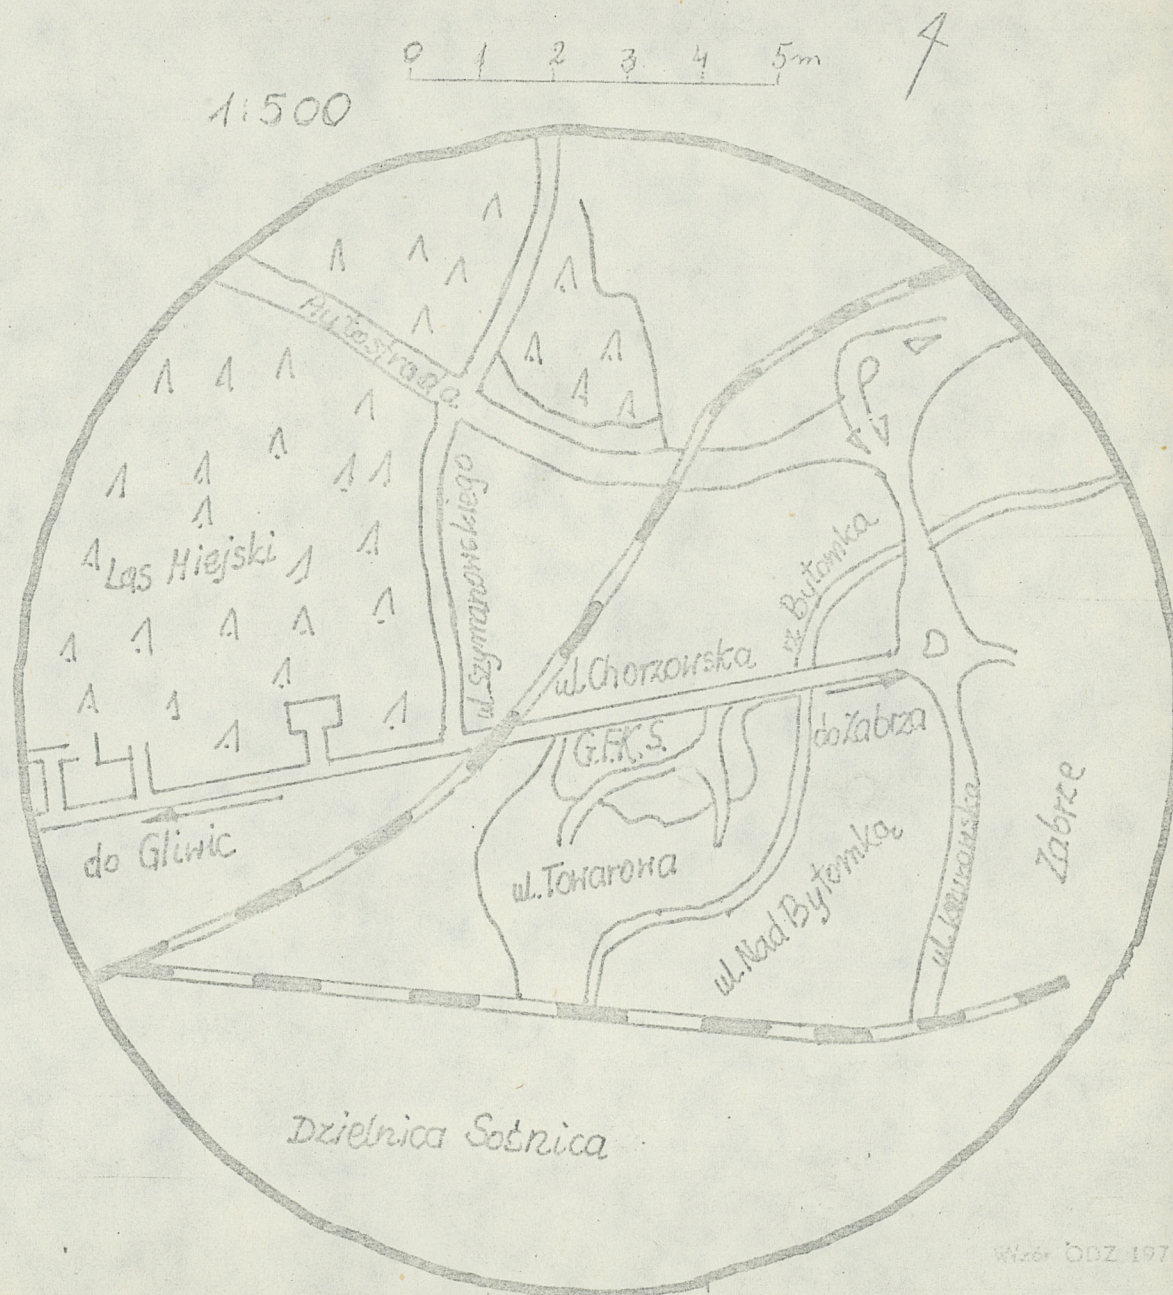 0 1 2 3 4 5m
1:500
Autostrada
Las Miejski
ul. Szymanowskiego
rz. Bytomka
ul. Chorzowska
G.F.K.S.
do Zabrza
do Gliwic
ul. Towarowa
ul. Nad Bytomką
Zabrze
Dzielnica Sośnica
Wzór ODZ 197